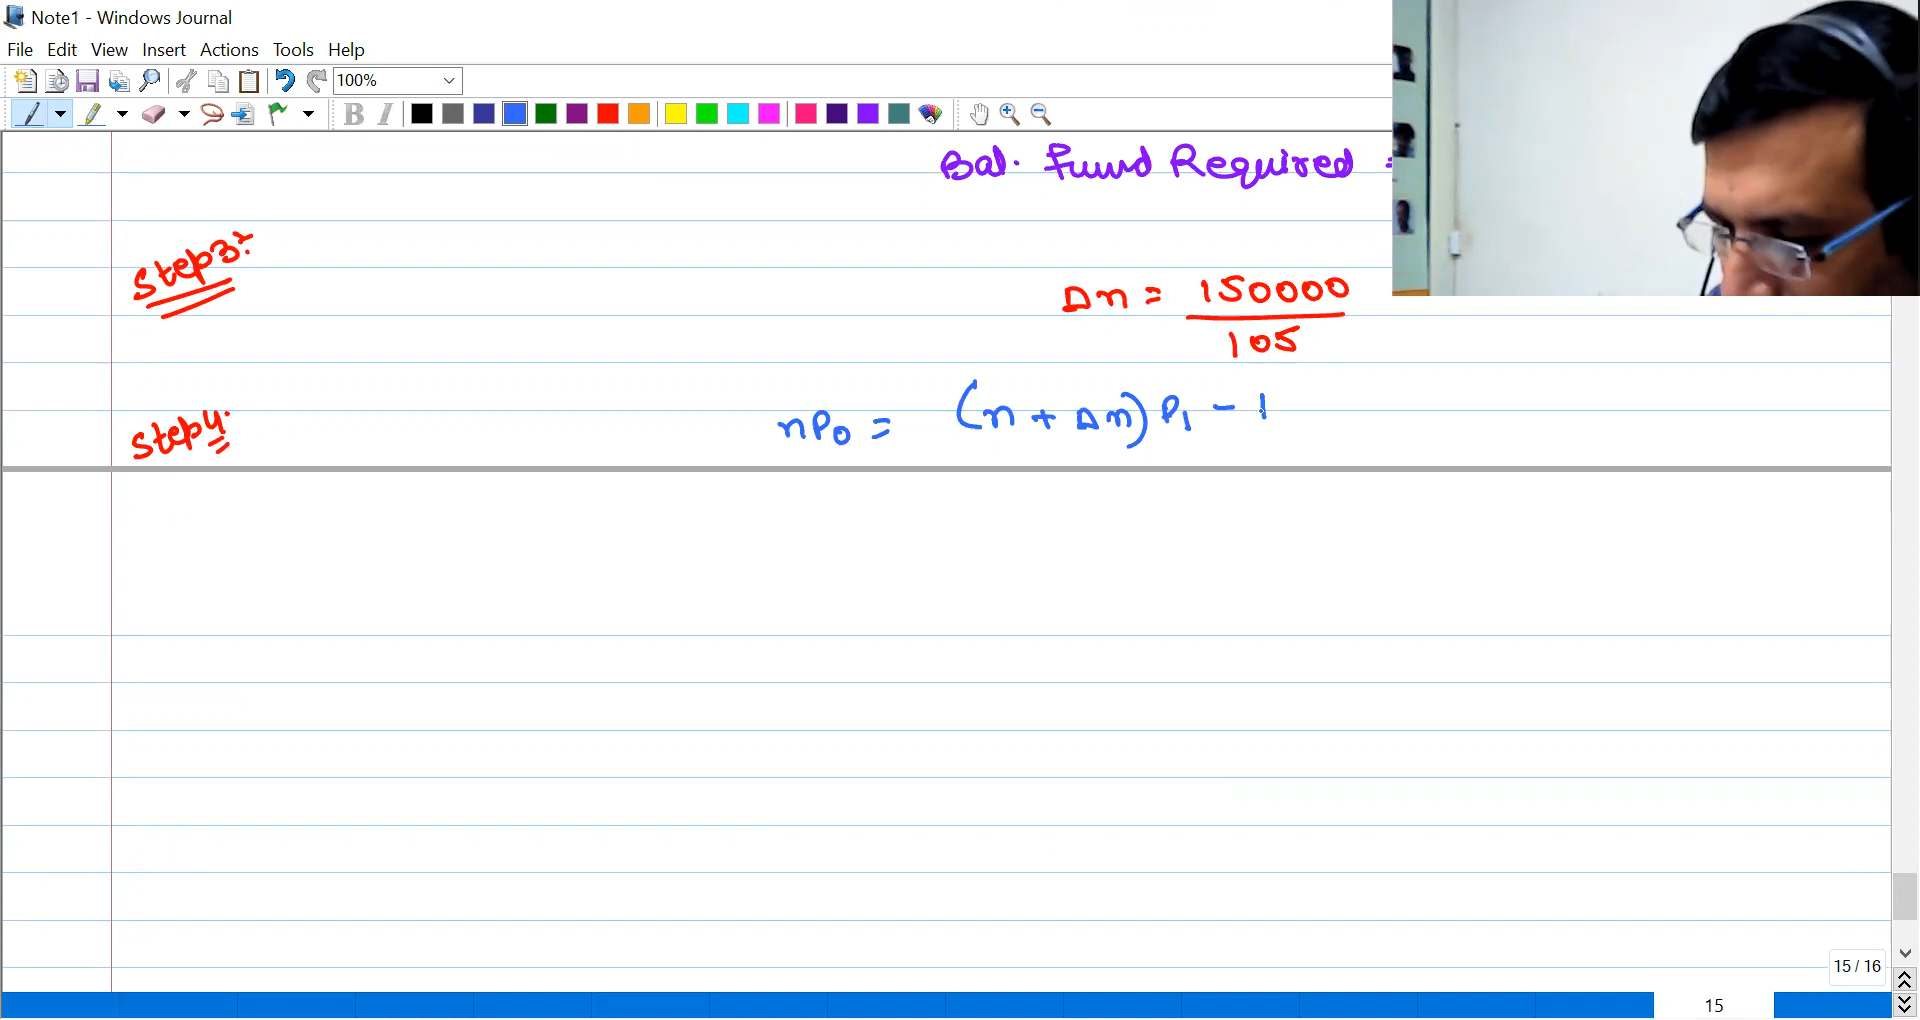 Note1 - Windows Journal
File Edit View Insert Actions Tools Help
100%
B I
Bal. Fund Required =
Step 3:
Δn = 150000
105
Step 4:
nP₀ = (n + Δn) P₁ - 1
15 / 16
15